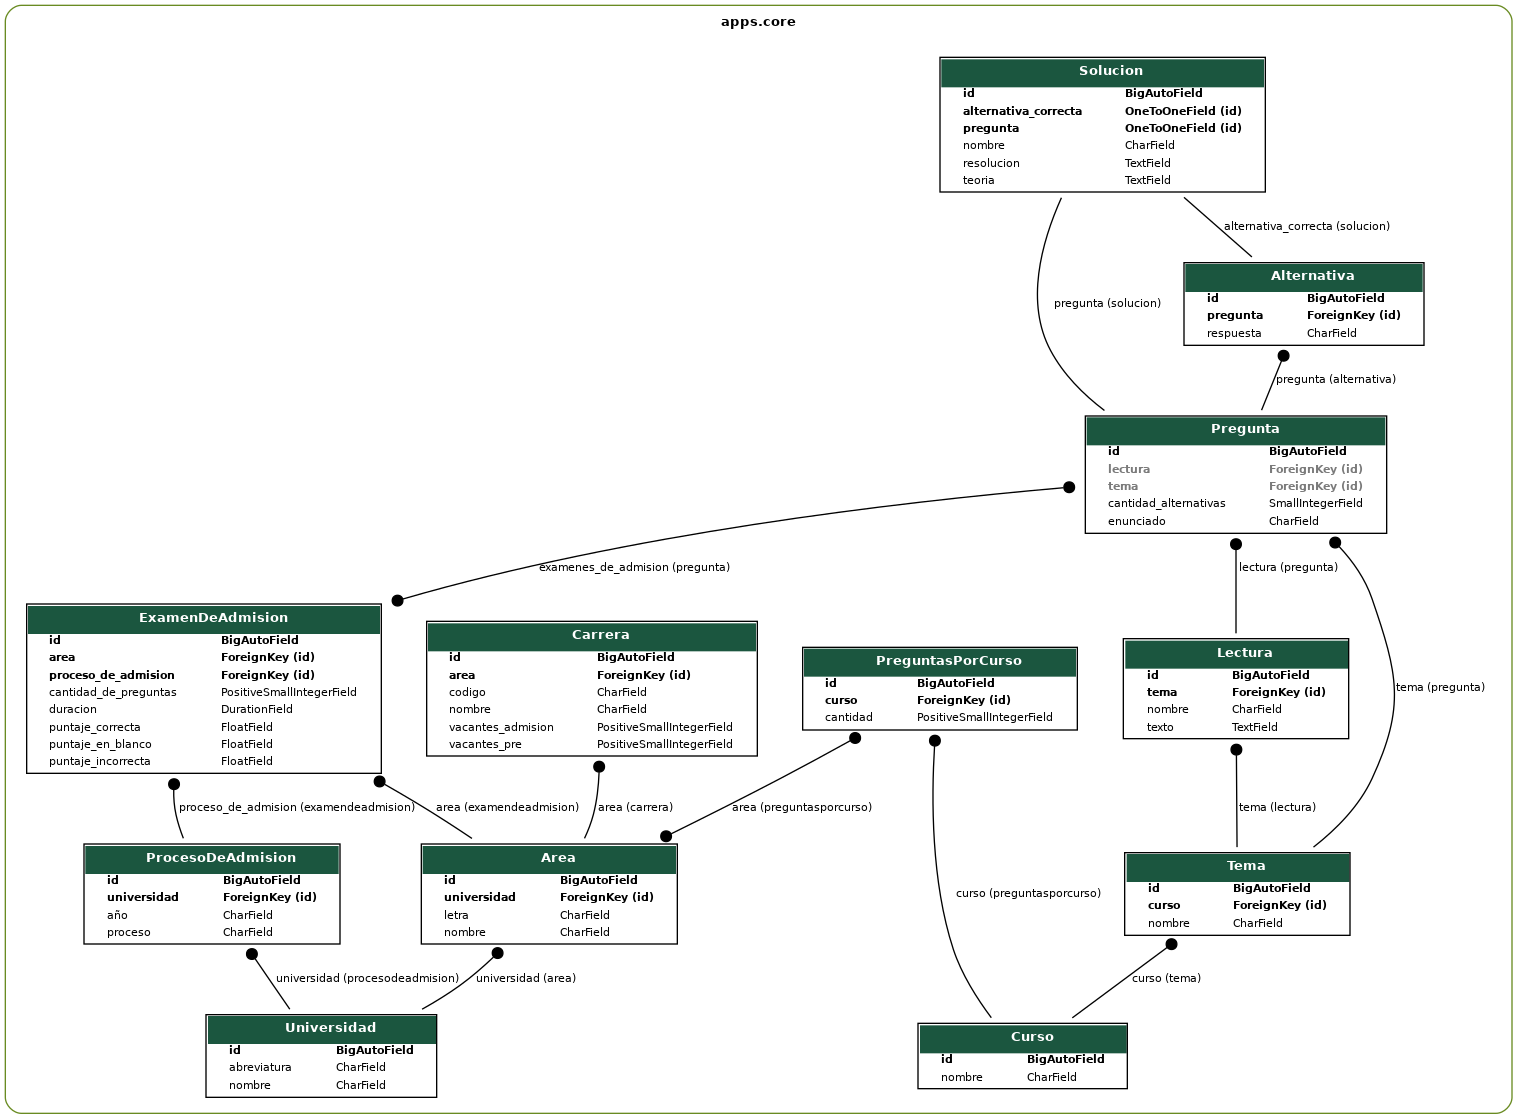 apps.core
Solucion
id BigAutoField
alternativa_correcta OneToOneField (id)
pregunta OneToOneField (id)
nombre CharField
resolucion TextField
teoria TextField
alternativa_correcta (solucion)
Alternativa
id BigAutoField
pregunta ForeignKey (id)
respuesta CharField
pregunta (solucion)
pregunta (alternativa)
Pregunta
id BigAutoField
lectura ForeignKey (id)
tema ForeignKey (id)
cantidad_alternativas SmallIntegerField
enunciado CharField
examenes_de_admision (pregunta)
lectura (pregunta)
ExamenDeAdmision
id BigAutoField
area ForeignKey (id)
proceso_de_admision ForeignKey (id)
cantidad_de_preguntas PositiveSmallIntegerField
duracion DurationField
puntaje_correcta FloatField
puntaje_en_blanco FloatField
puntaje_incorrecta FloatField
Carrera
id BigAutoField
area ForeignKey (id)
codigo CharField
nombre CharField
vacantes_admision PositiveSmallIntegerField
vacantes_pre PositiveSmallIntegerField
PreguntasPorCurso
id BigAutoField
curso ForeignKey (id)
cantidad PositiveSmallIntegerField
Lectura
id BigAutoField
tema ForeignKey (id)
nombre CharField
texto TextField
tema (pregunta)
proceso_de_admision (examendeadmision)
area (examendeadmision)
area (carrera)
area (preguntasporcurso)
tema (lectura)
ProcesoDeAdmision
id BigAutoField
universidad ForeignKey (id)
año CharField
proceso CharField
Area
id BigAutoField
universidad ForeignKey (id)
letra CharField
nombre CharField
curso (preguntasporcurso)
Tema
id BigAutoField
curso ForeignKey (id)
nombre CharField
universidad (procesodeadmision)
universidad (area)
curso (tema)
Universidad
id BigAutoField
abreviatura CharField
nombre CharField
Curso
id BigAutoField
nombre CharField